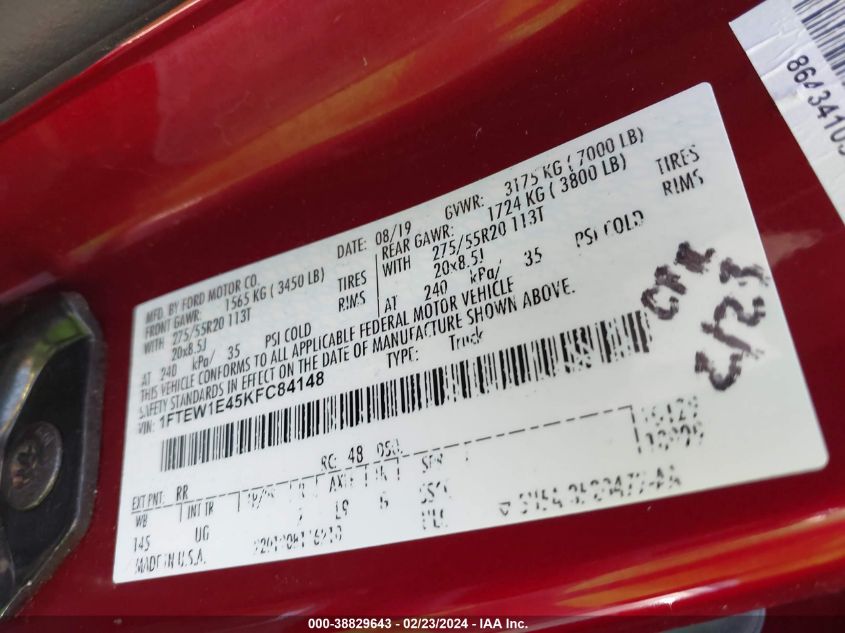 8643410
MFD. BY FORD MOTOR CO. DATE: 08/19 GVWR: 3175 KG ( 7000 LB)
FRONT GAWR: 1565 KG ( 3450 LB) REAR GAWR: 1724 KG ( 3800 LB)
WITH 275/55R20 113T TIRES WITH 275/55R20 113T TIRES
20x8.5J RIMS 20x8.5J RIMS
AT 240 kPa/ 35 PSI COLD AT 240 kPa/ 35 PSI COLD
THIS VEHICLE CONFORMS TO ALL APPLICABLE FEDERAL MOTOR VEHICLE
SAFETY STANDARDS IN EFFECT ON THE DATE OF MANUFACTURE SHOWN ABOVE.
VIN: 1FTEW1E45KFC84148 TYPE: Truck
2/23
EXT PNT: RR RC: 48 DSO:
WB INT TR
145 UG L9 6
MADE IN U.S.A.
000-38829643 / 02/23/2024 - IAA Inc.